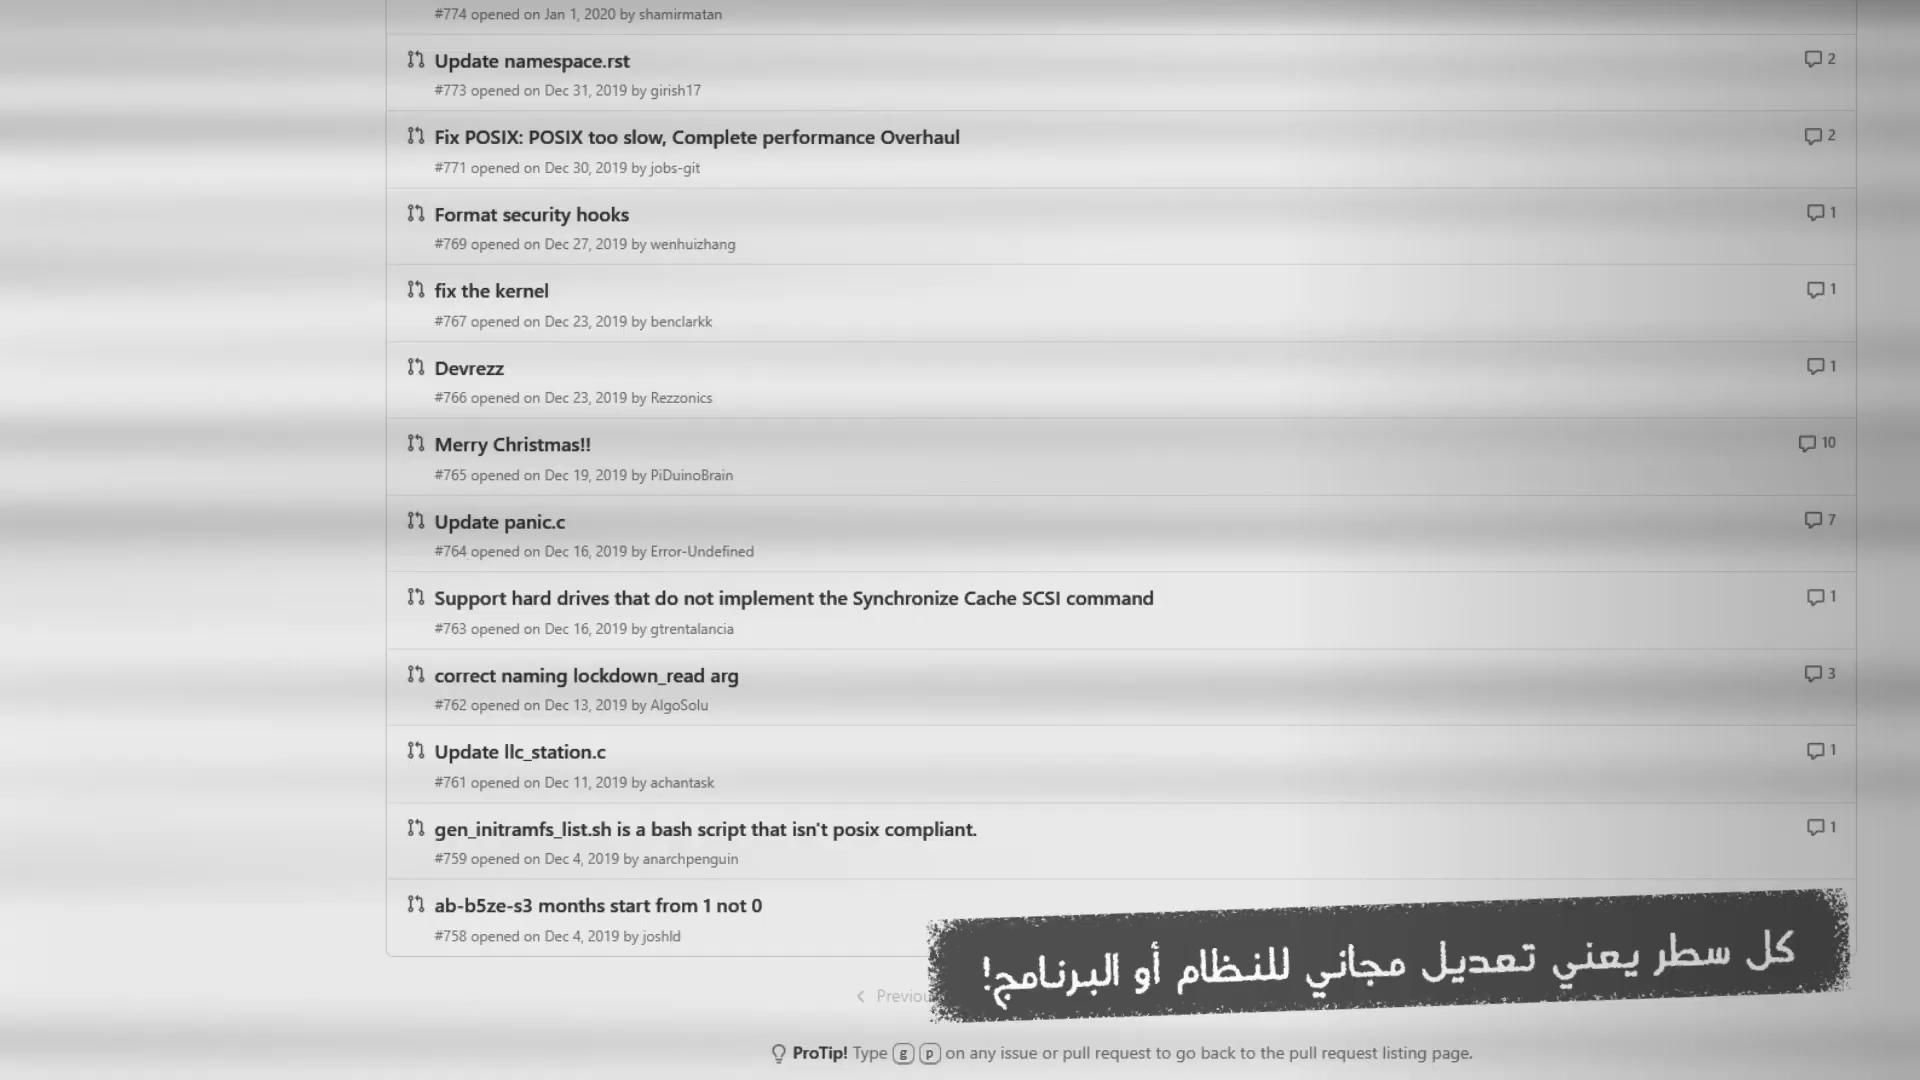 #774 opened on Jan 1, 2020 by shamirmatan
Update namespace.rst
2
#773 opened on Dec 31, 2019 by girish17
Fix POSIX: POSIX too slow, Complete performance Overhaul
2
#771 opened on Dec 30, 2019 by jobs-git
Format security hooks
1
#769 opened on Dec 27, 2019 by wenhuizhang
fix the kernel
1
#767 opened on Dec 23, 2019 by benclarkk
Devrezz
1
#766 opened on Dec 23, 2019 by Rezzonics
Merry Christmas!!
10
#765 opened on Dec 19, 2019 by PiDuinoBrain
Update panic.c
7
#764 opened on Dec 16, 2019 by Error-Undefined
Support hard drives that do not implement the Synchronize Cache SCSI command
1
#763 opened on Dec 16, 2019 by gtrentalancia
correct naming lockdown_read arg
3
#762 opened on Dec 13, 2019 by AlgoSolu
Update llc_station.c
1
#761 opened on Dec 11, 2019 by achantask
gen_initramfs_list.sh is a bash script that isn't posix compliant.
1
#759 opened on Dec 4, 2019 by anarchpenguin
ab-b5ze-s3 months start from 1 not 0
#758 opened on Dec 4, 2019 by joshld
كل سطر يعني تعديل مجاني للنظام أو البرنامج!
ProTip! Type g p on any issue or pull request to go back to the pull request listing page.